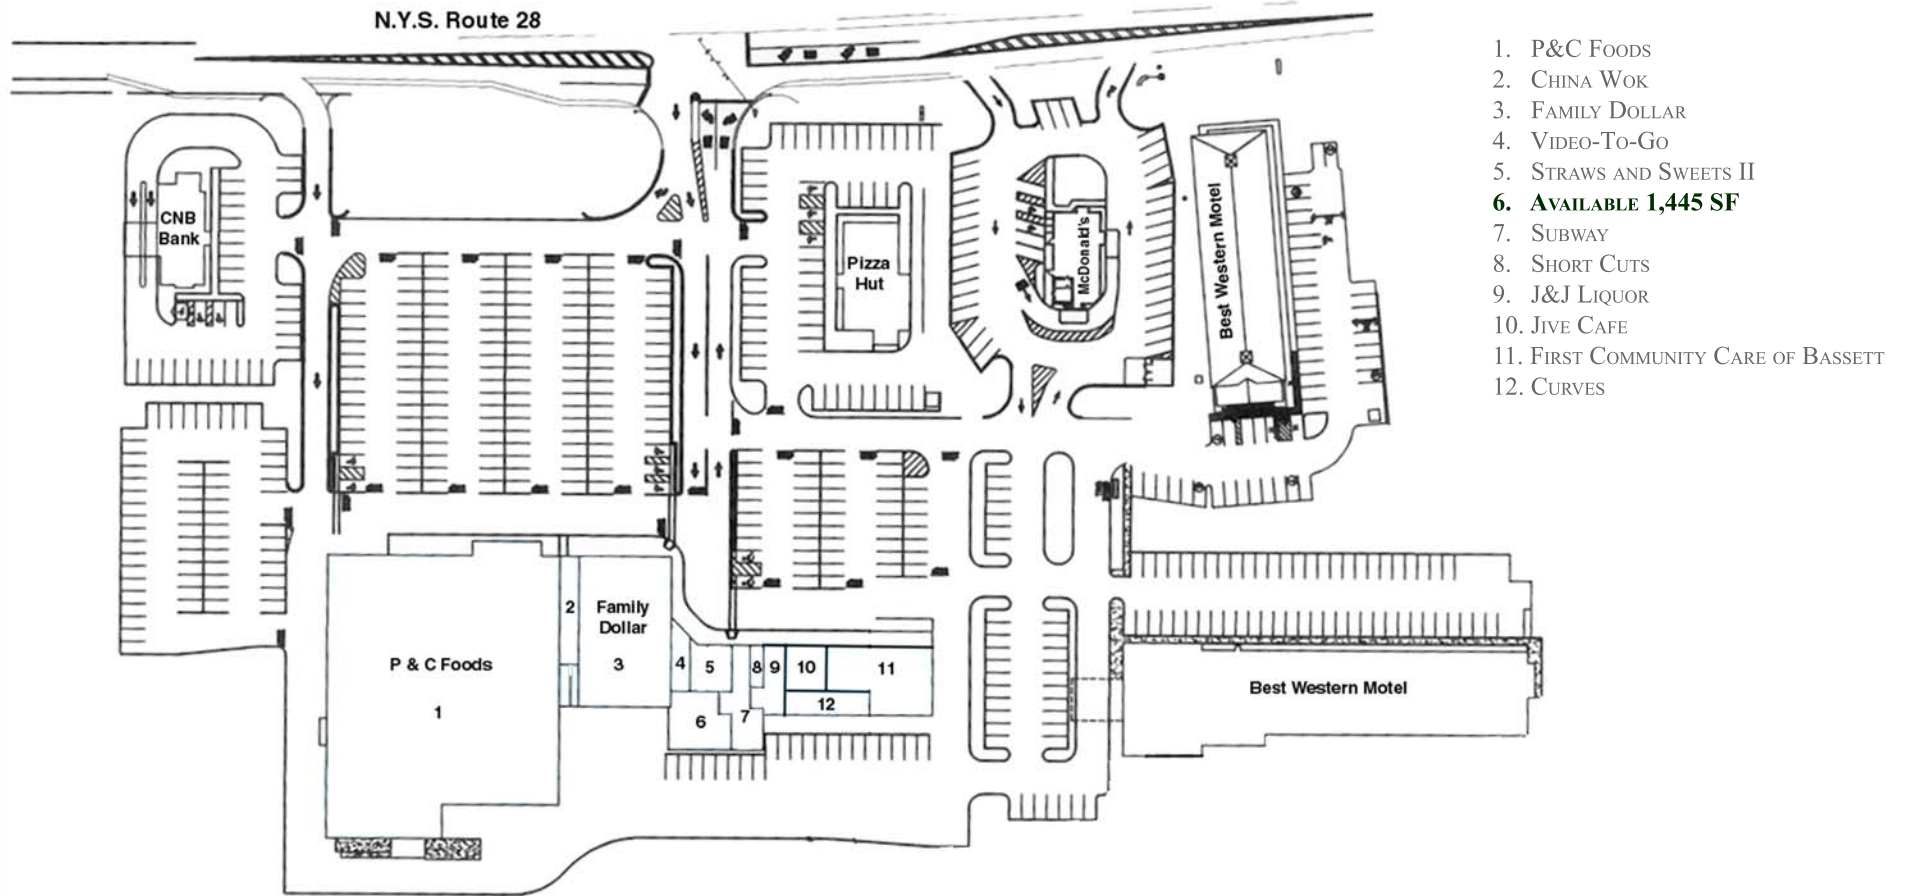 N.Y.S. Route 28
1. P&C Foods
2. China Wok
3. Family Dollar
4. Video-To-Go
5. Straws and Sweets II
6. Available 1,445 SF
7. Subway
8. Short Cuts
9. J&J Liquor
10. Jive Cafe
11. First Community Care of Bassett
12. Curves
CNB
Bank
Pizza
Hut
McDonald's
Best Western Motel
2
Family
Dollar
3
P & C Foods
1
4
5
6
7
8
9
10
11
12
Best Western Motel